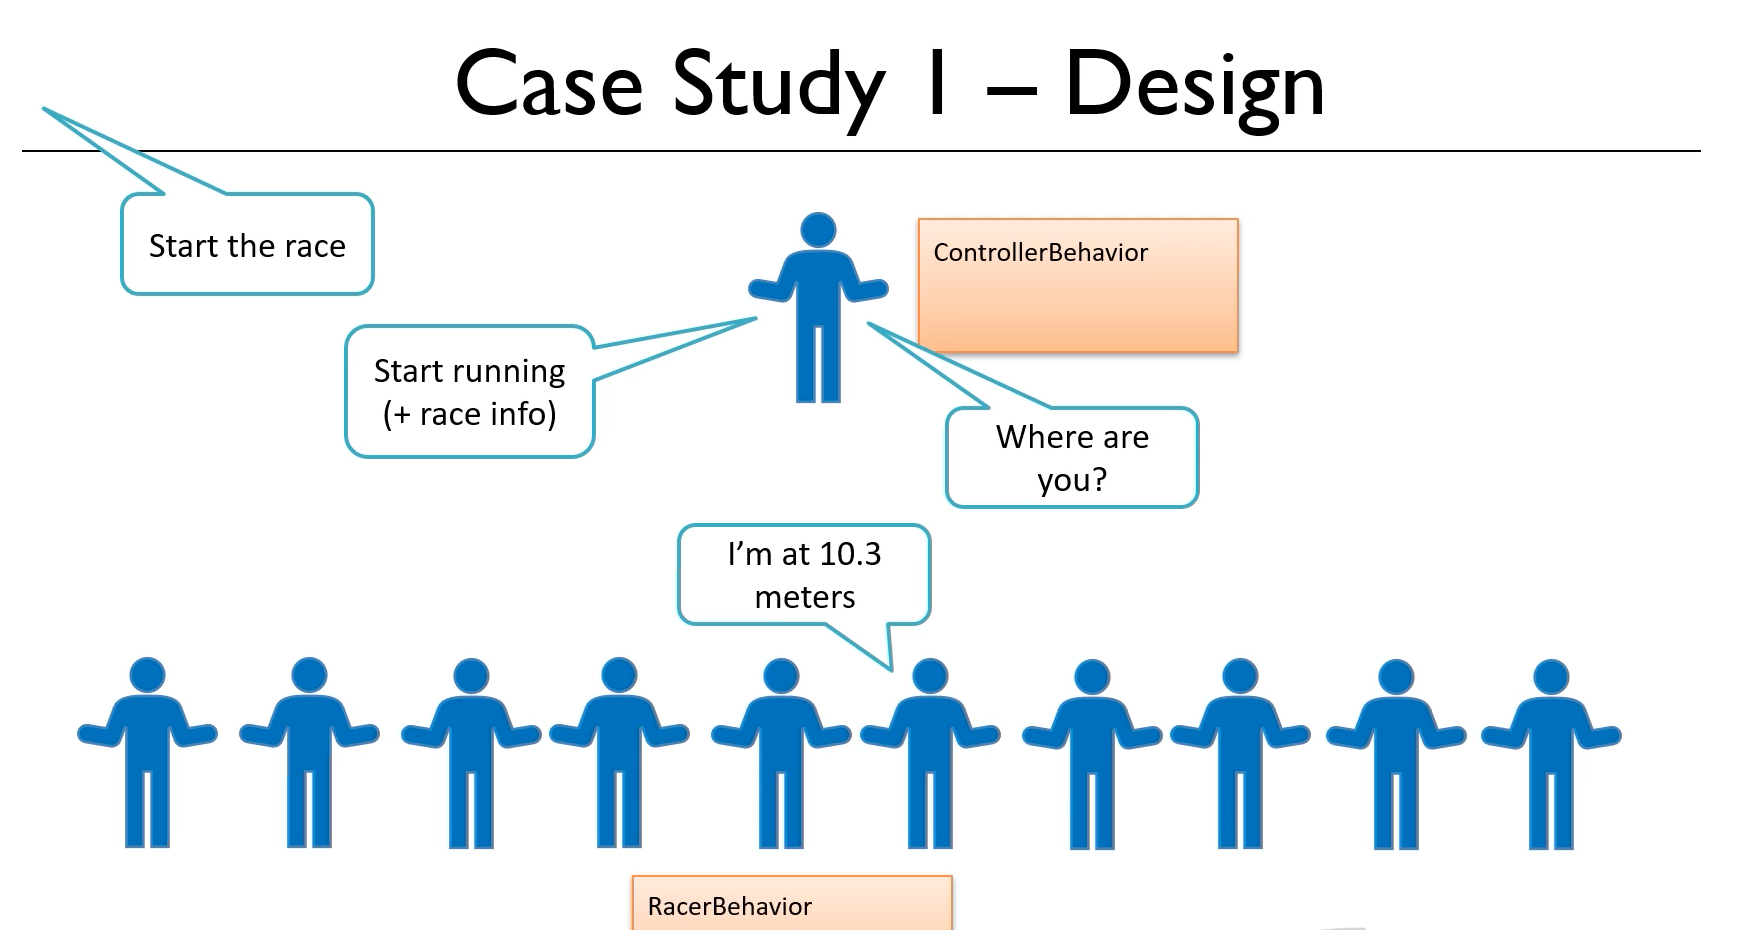 Case Study 1 – Design
Start the race
ControllerBehavior
Start running
(+ race info)
Where are
you?
I’m at 10.3
meters
RacerBehavior